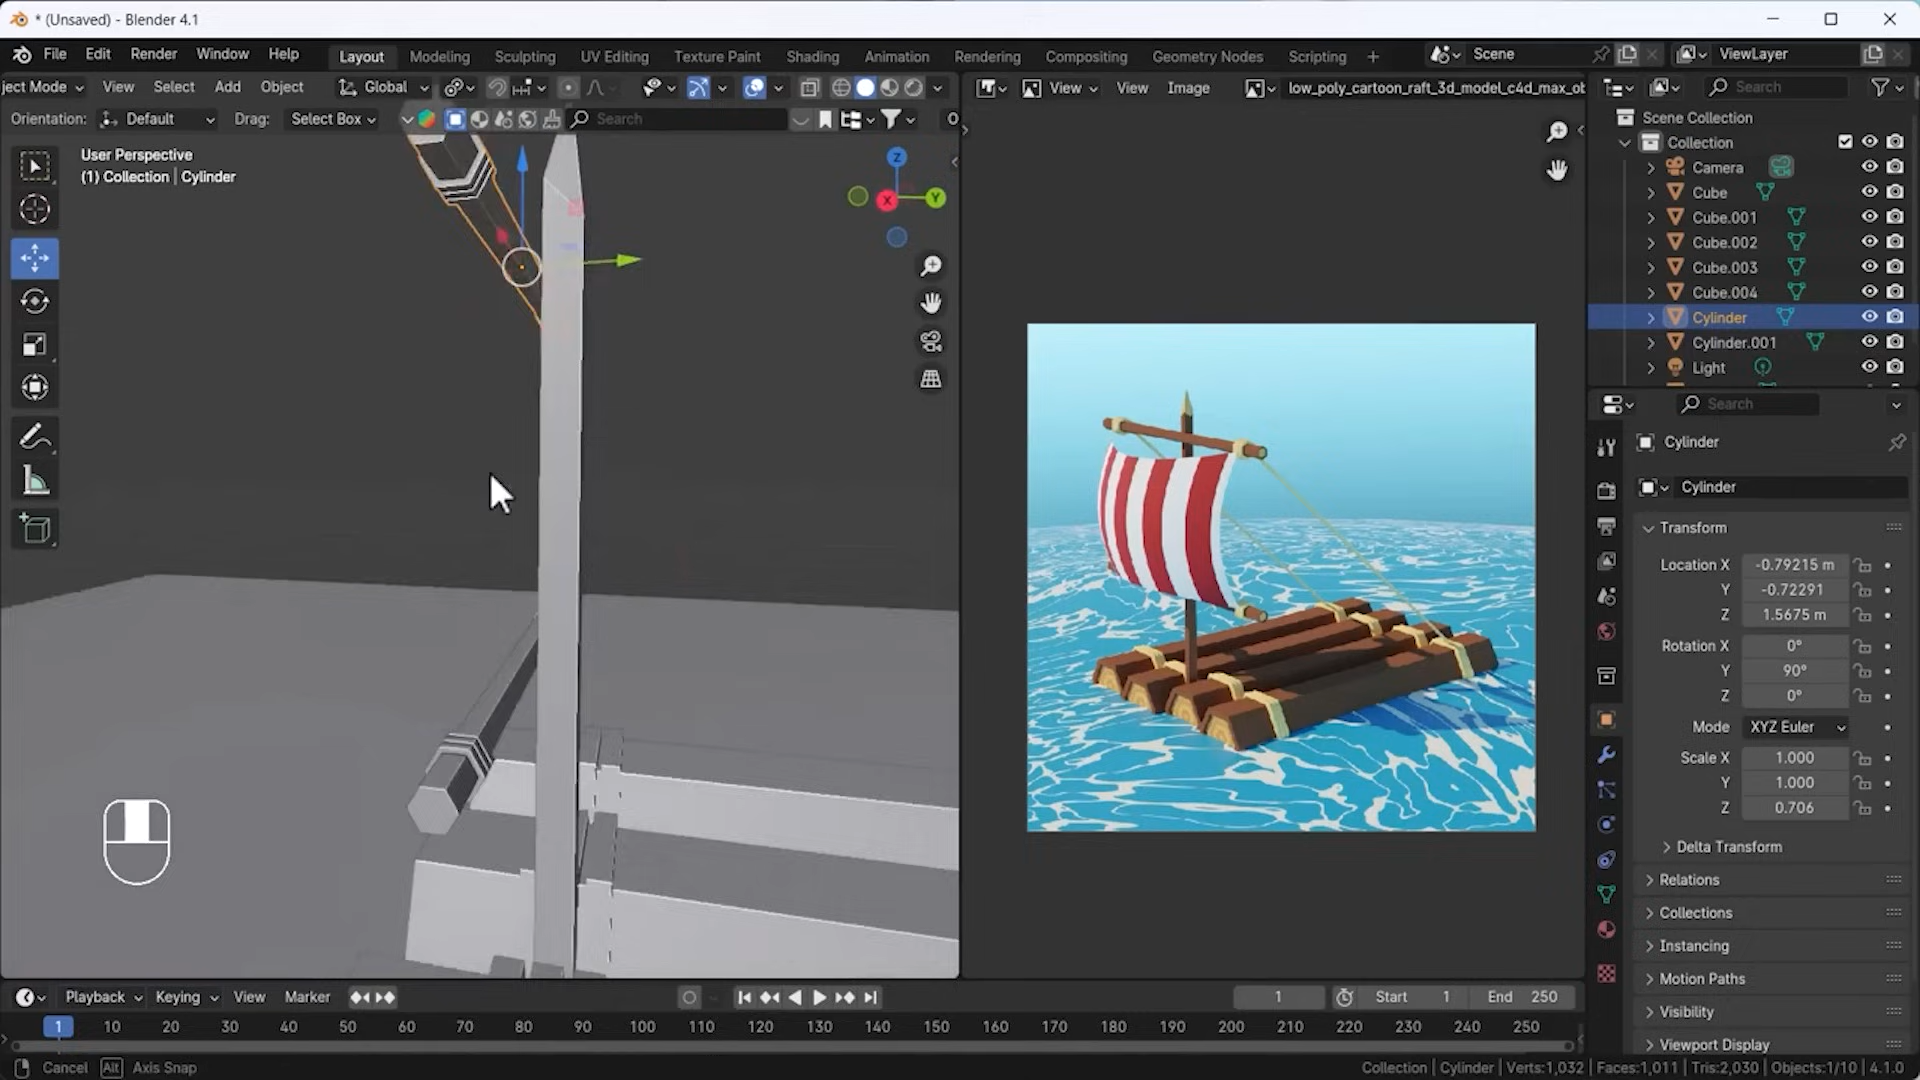 * (Unsaved) - Blender 4.1
File Edit Render Window Help Layout Modeling Sculpting UV Editing Texture Paint Shading Animation Rendering Compositing Geometry Nodes Scripting + Scene ViewLayer
ject Mode View Select Add Object Global View View Image low_poly_cartoon_raft_3d_model_c4d_max_ob Search
Orientation: Default Drag: Select Box Search
User Perspective
(1) Collection | Cylinder
Z
X
Y
Scene Collection
Collection
Camera
Cube
Cube.001
Cube.002
Cube.003
Cube.004
Cylinder
Cylinder.001
Light
Search
Cylinder
Cylinder
Transform
Location X -0.79215 m
Y -0.72291
Z 1.5675 m
Rotation X 0°
Y 90°
Z 0°
Mode XYZ Euler
Scale X 1.000
Y 1.000
Z 0.706
Delta Transform
Relations
Collections
Instancing
Motion Paths
Visibility
Viewport Display
Playback Keying View Marker 1 Start 1 End 250
1 10 20 30 40 50 60 70 80 90 100 110 120 130 140 150 160 170 180 190 200 210 220 230 240 250
Cancel Alt Axis Snap Collection | Cylinder | Verts:1,032 | Faces:1,011 | Tris:2,030 | Objects:1/10 | 4.1.0